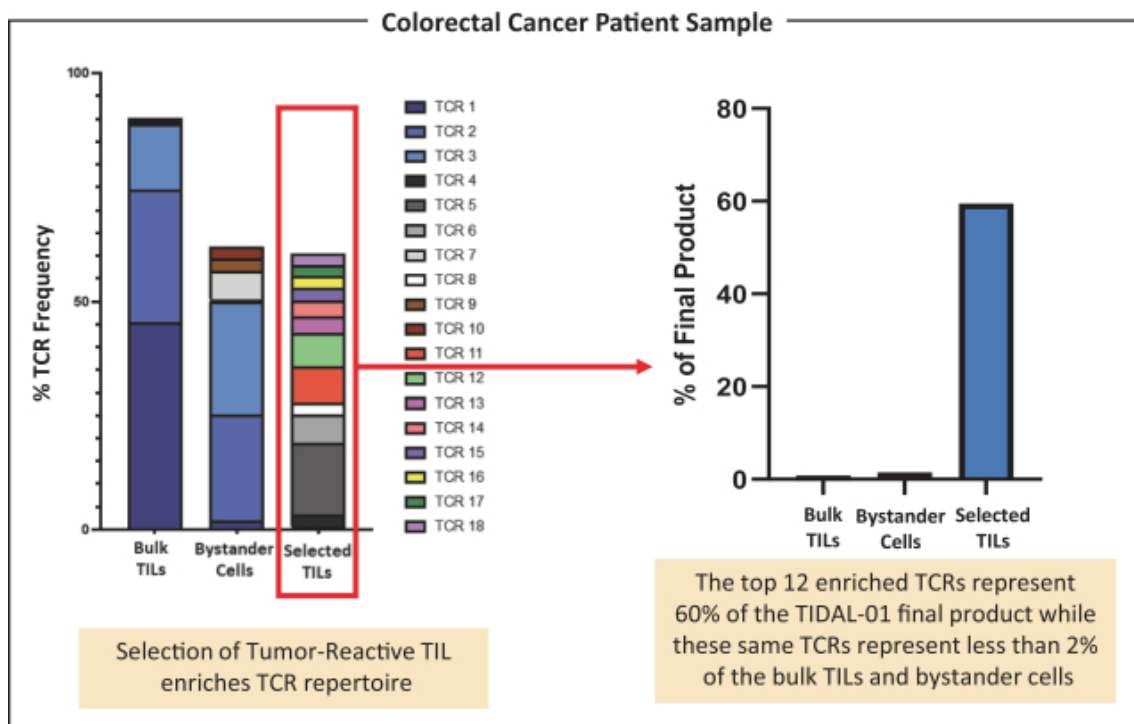 Colorectal Cancer Patient Sample
% TCR Frequency
100
50
0
Bulk
TILs
Bystander
Cells
Selected
TILs
TCR 1
TCR 2
TCR 3
TCR 4
TCR 5
TCR 6
TCR 7
TCR 8
TCR 9
TCR 10
TCR 11
TCR 12
TCR 13
TCR 14
TCR 15
TCR 16
TCR 17
TCR 18
Selection of Tumor-Reactive TIL
enriches TCR repertoire
% of Final Product
80
60
40
20
0
Bulk
TILs
Bystander
Cells
Selected
TILs
The top 12 enriched TCRs represent
60% of the TIDAL-01 final product while
these same TCRs represent less than 2%
of the bulk TILs and bystander cells